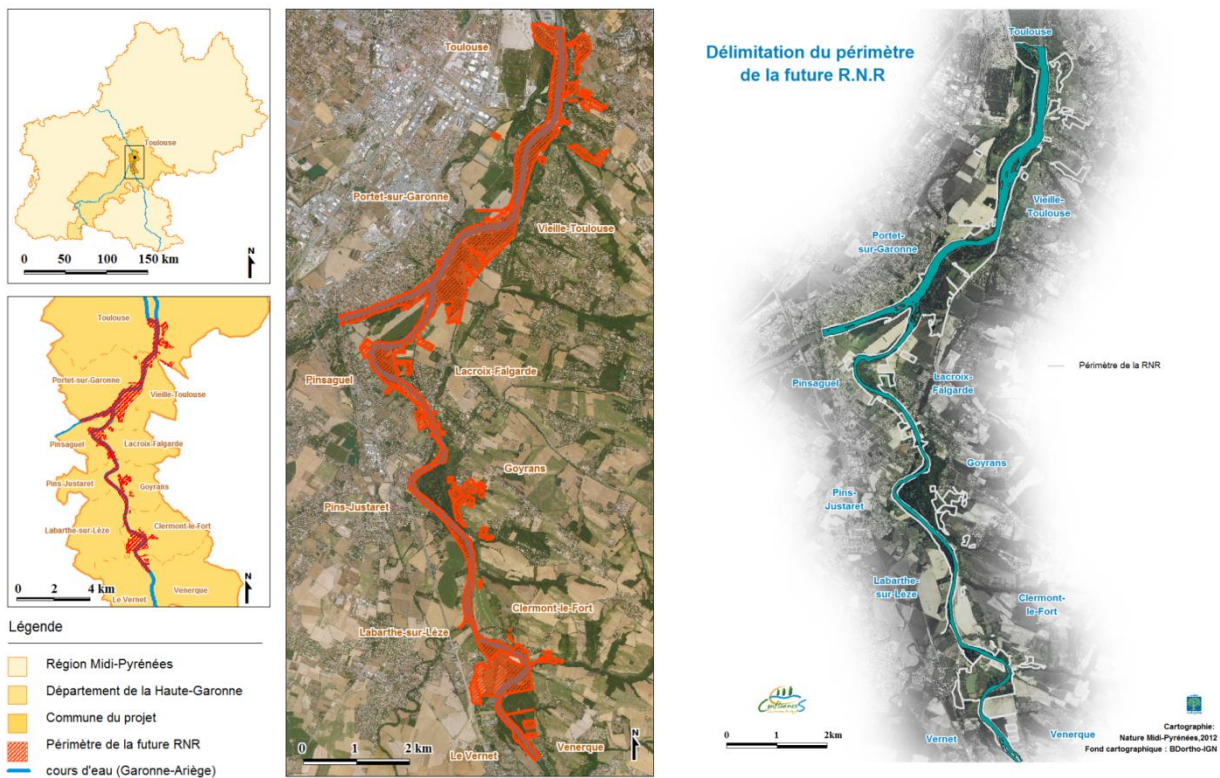 Toulouse
N
0 50 100 150 km
Toulouse
Portet-sur-Garonne
Vieille-Toulouse
Pinsaguel
Lacroix-Falgarde
Pins-Justaret
Goyrans
Labarthe-sur-Lèze
Clermont-le-Fort
N
0 2 4 km
Le Vernet
Venerque
Légende
Région Midi-Pyrénées
Département de la Haute-Garonne
Commune du projet
Périmètre de la future RNR
cours d'eau (Garonne-Ariège)
Toulouse
Portet-sur-Garonne
Vieille-Toulouse
Lacroix-Falgarde
Pinsaguel
Goyrans
Pins-Justaret
Clermont-le-Fort
Labarthe-sur-Lèze
0 1 2 km
Le Vernet
Venerque
N
Délimitation du périmètre
de la future R.N.R
Toulouse
Vieille-
Toulouse
Portet-
sur-Garonne
Périmètre de la RNR
Pinsaguel
Lacroix-
Falgarde
Goyrans
Pins-
Justaret
Labarthe-
sur-Lèze
Clermont-
le-Fort
ConfluenceS
0 1 2km
Vernet
Venerque
Cartographie:
Nature Midi-Pyrénées,2012
Fond cartographique : BDortho-IGN